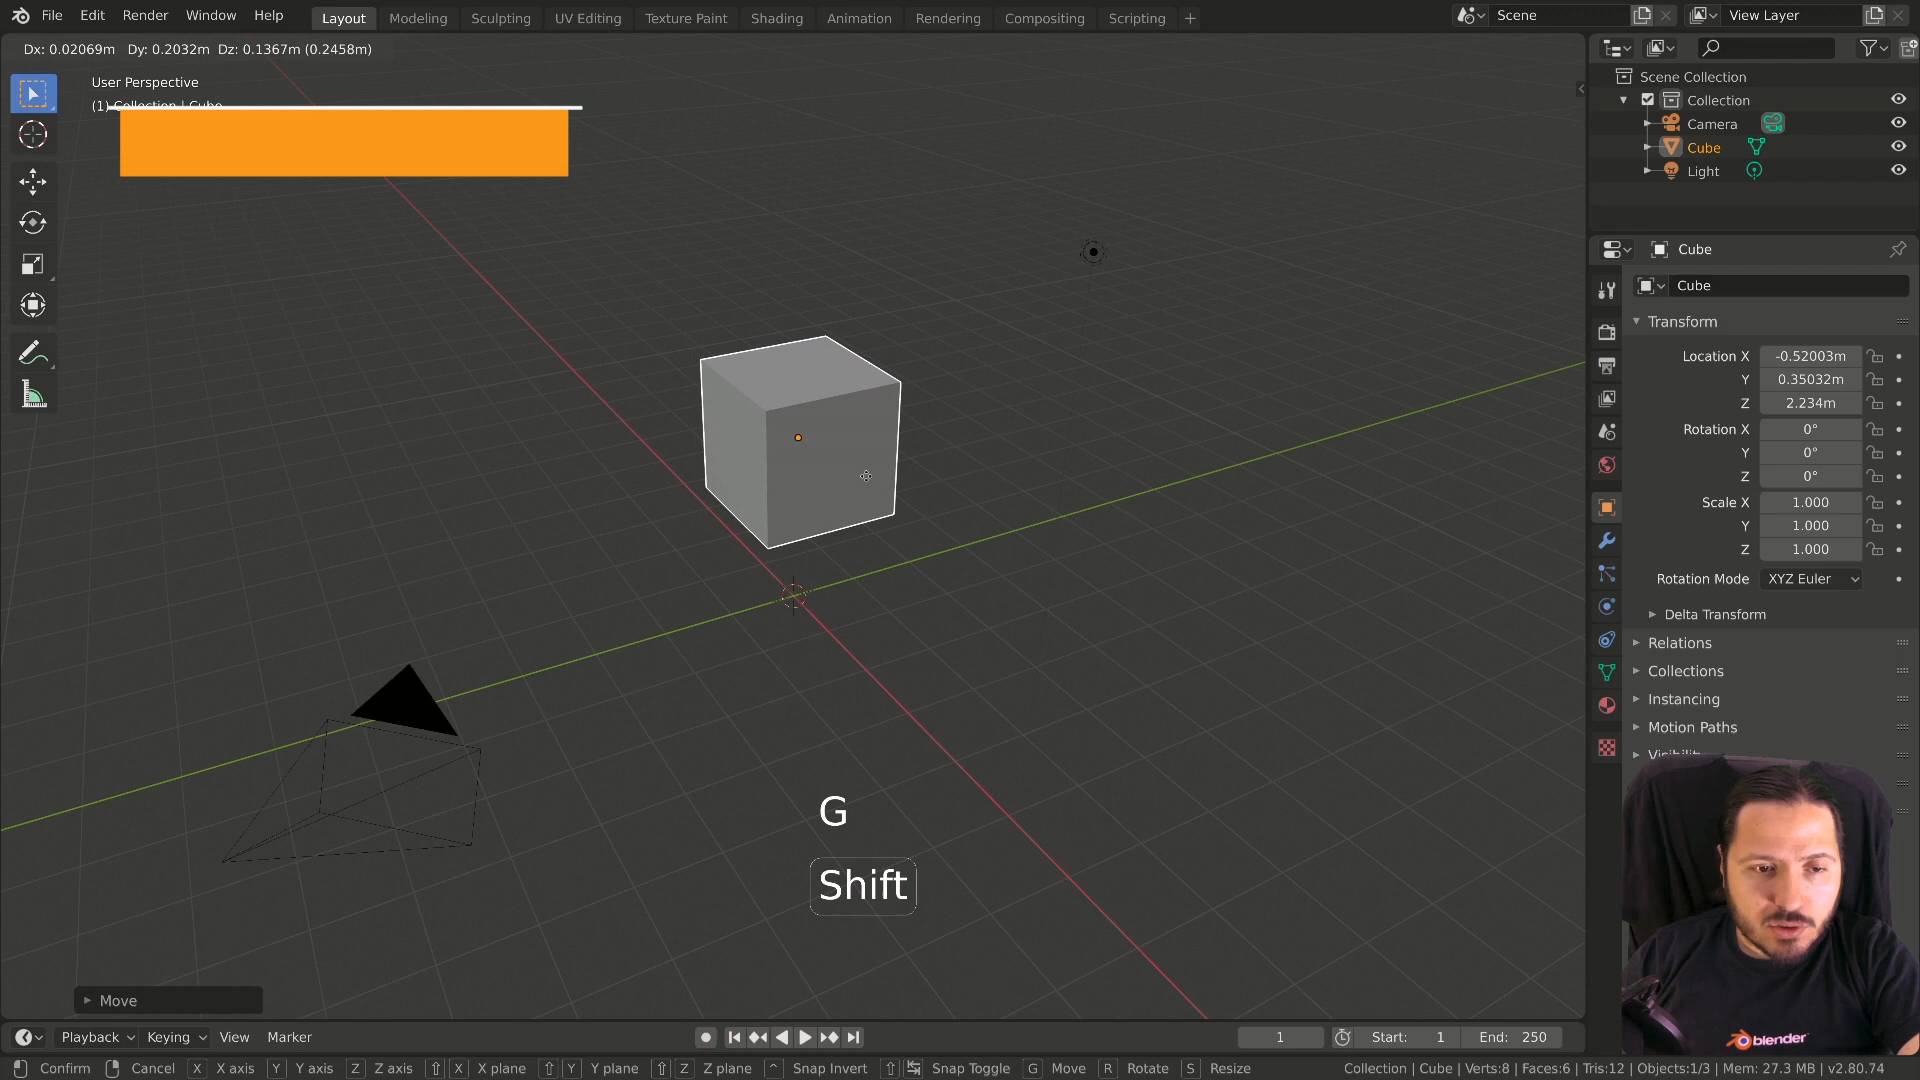 File Edit Render Window Help
Layout Modeling Sculpting UV Editing Texture Paint Shading Animation Rendering Compositing Scripting +
Scene
View Layer
Dx: 0.02069m Dy: 0.2032m Dz: 0.1367m (0.2458m)
User Perspective
(1) Collection | Cube
Scene Collection
Collection
Camera
Cube
Light
Cube
Cube
Transform
Location X -0.52003m
Y 0.35032m
Z 2.234m
Rotation X 0°
Y 0°
Z 0°
Scale X 1.000
Y 1.000
Z 1.000
Rotation Mode XYZ Euler
Delta Transform
Relations
Collections
Instancing
Motion Paths
Visibility
G
Shift
Move
blender
Playback Keying View Marker
1 Start: 1 End: 250
Confirm Cancel X X axis Y Y axis Z Z axis X X plane Y Y plane Z Z plane ^ Snap Invert Snap Toggle G Move R Rotate S Resize
Collection | Cube | Verts:8 | Faces:6 | Tris:12 | Objects:1/3 | Mem: 27.3 MB | v2.80.74